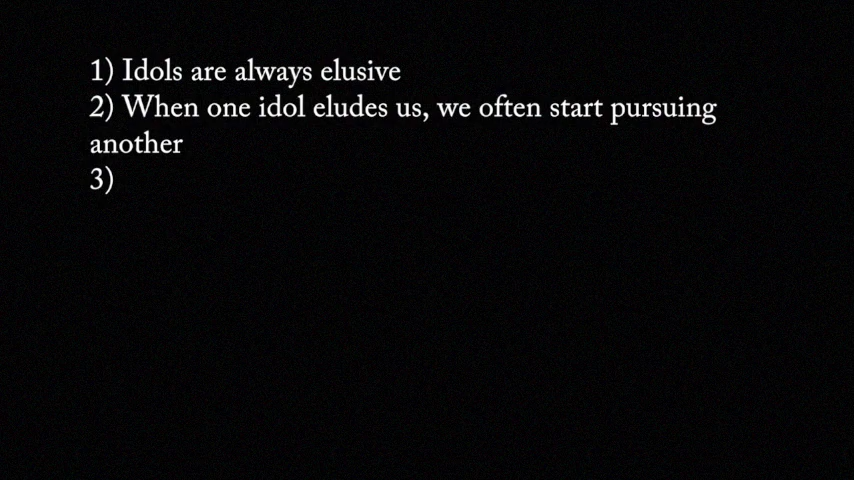 1) Idols are always elusive
2) When one idol eludes us, we often start pursuing
another
3)